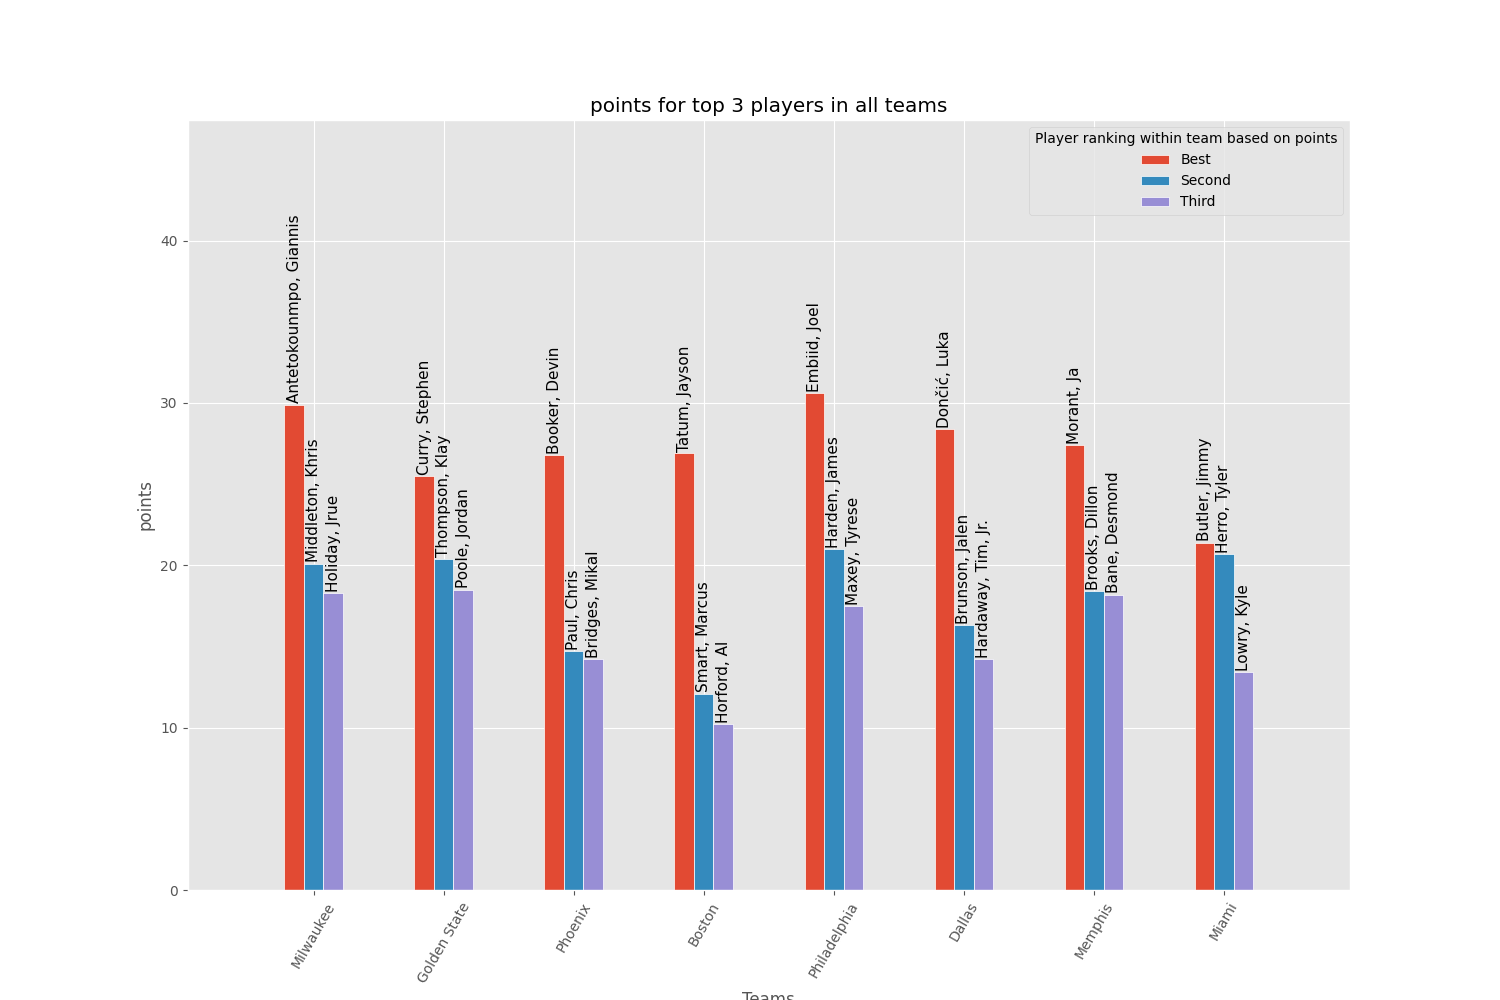 points for top 3 players in all teams
Player ranking within team based on points
Best
Second
Third
points
40
30
20
10
0
Antetokounmpo, Giannis
Middleton, Khris
Holiday, Jrue
Curry, Stephen
Thompson, Klay
Poole, Jordan
Booker, Devin
Paul, Chris
Bridges, Mikal
Tatum, Jayson
Smart, Marcus
Horford, Al
Embiid, Joel
Harden, James
Maxey, Tyrese
Dončić, Luka
Brunson, Jalen
Hardaway, Tim, Jr.
Morant, Ja
Brooks, Dillon
Bane, Desmond
Butler, Jimmy
Herro, Tyler
Lowry, Kyle
Milwaukee
Golden State
Phoenix
Boston
Philadelphia
Dallas
Memphis
Miami
Teams